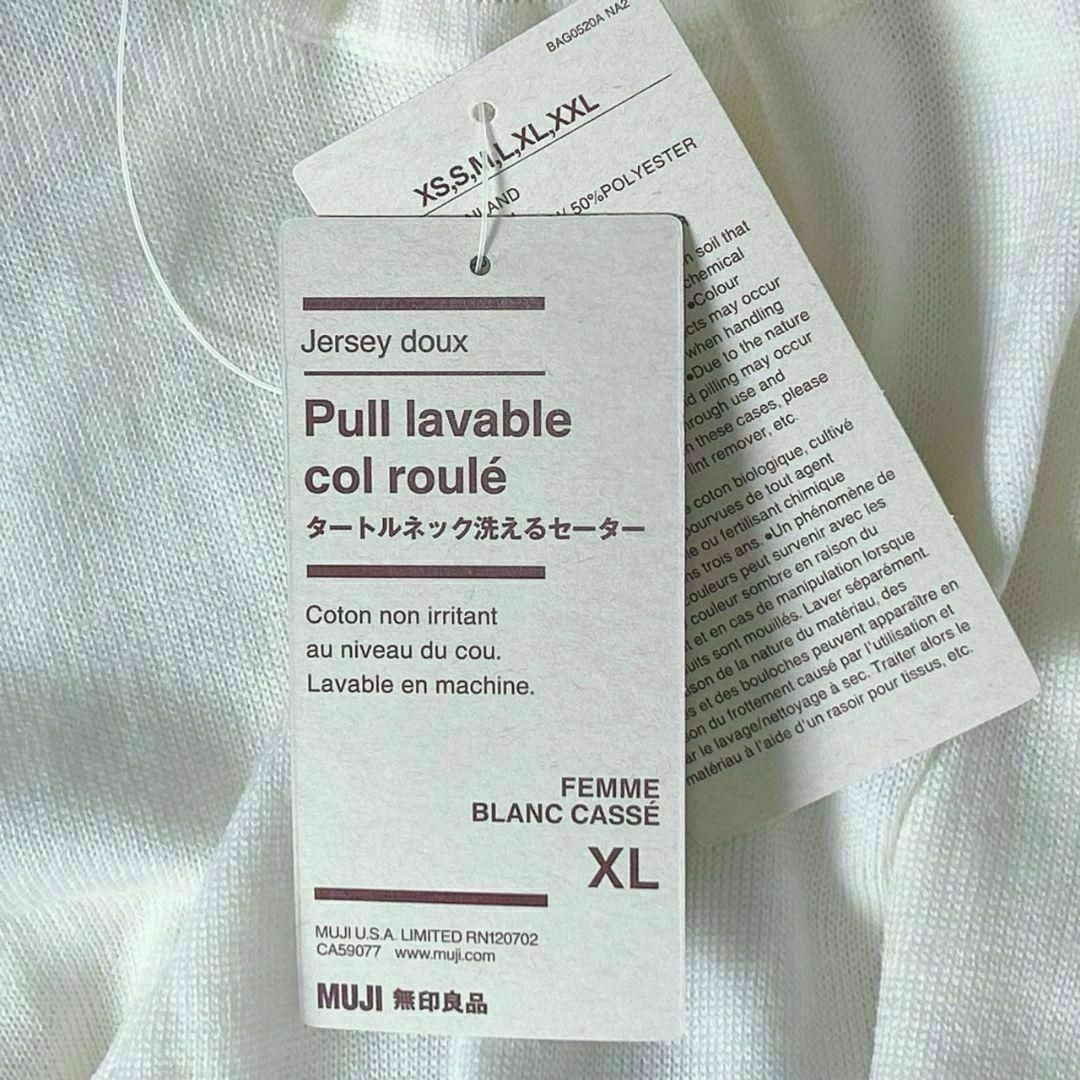 BAG0520A NA2
XS,S,M,L,XL,XXL
50%POLYESTER
soil that
chemical
•Colour
may occur
when handling
•Due to the nature
pilling may occur
through use and
these cases, please
lint remover, etc.
coton biologique, cultivé
de tout agent
ou fertilisant chimique
trois ans. •Un phénomène de
couleurs peut survenir avec les
couleur sombre en raison du
et en cas de manipulation lorsque
sont mouillés. Laver séparément.
de la nature du matériau, des
et des bouloches peuvent apparaître en
du frottement causé par l'utilisation et
le lavage/nettoyage à sec. Traiter alors le
matériau à l'aide d'un rasoir pour tissus, etc.
Jersey doux
Pull lavable
col roulé
タートルネック洗えるセーター
Coton non irritant
au niveau du cou.
Lavable en machine.
FEMME
BLANC CASSÉ
XL
MUJI U.S.A. LIMITED RN120702
CA59077 www.muji.com
MUJI 無印良品